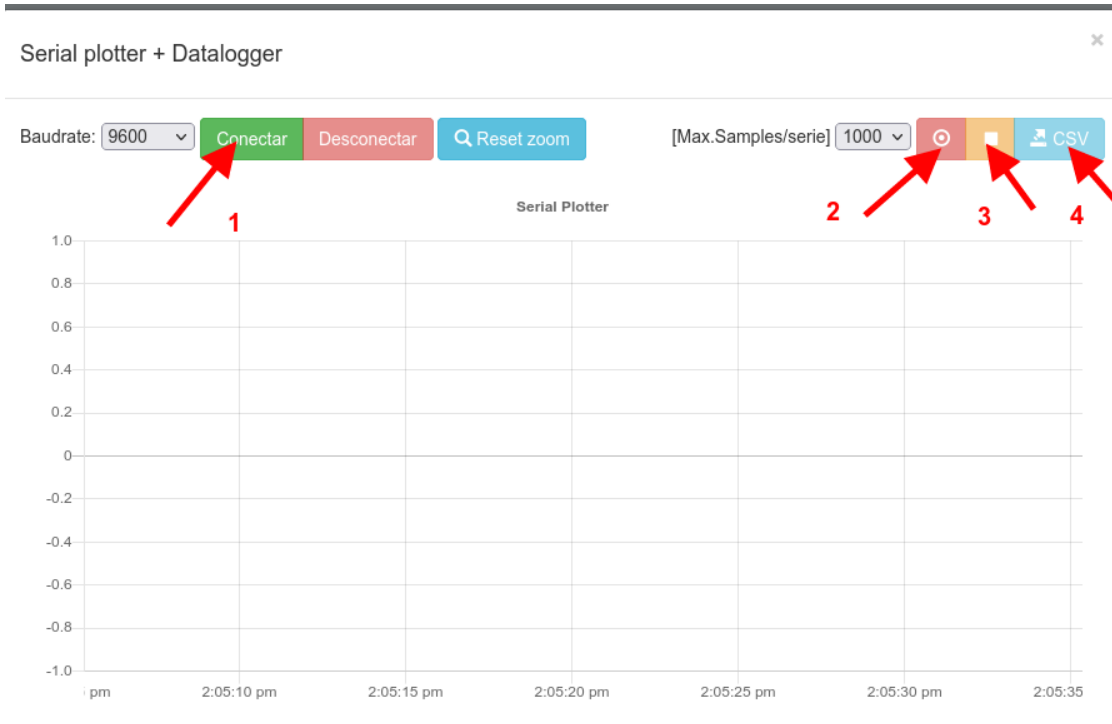 Serial plotter + Datalogger
×
Baudrate: 9600 Conectar Desconectar Reset zoom [Max.Samples/serie] 1000 CSV
1 2 3 4
Serial Plotter
1.0
0.8
0.6
0.4
0.2
0
-0.2
-0.4
-0.6
-0.8
-1.0
pm 2:05:10 pm 2:05:15 pm 2:05:20 pm 2:05:25 pm 2:05:30 pm 2:05:35